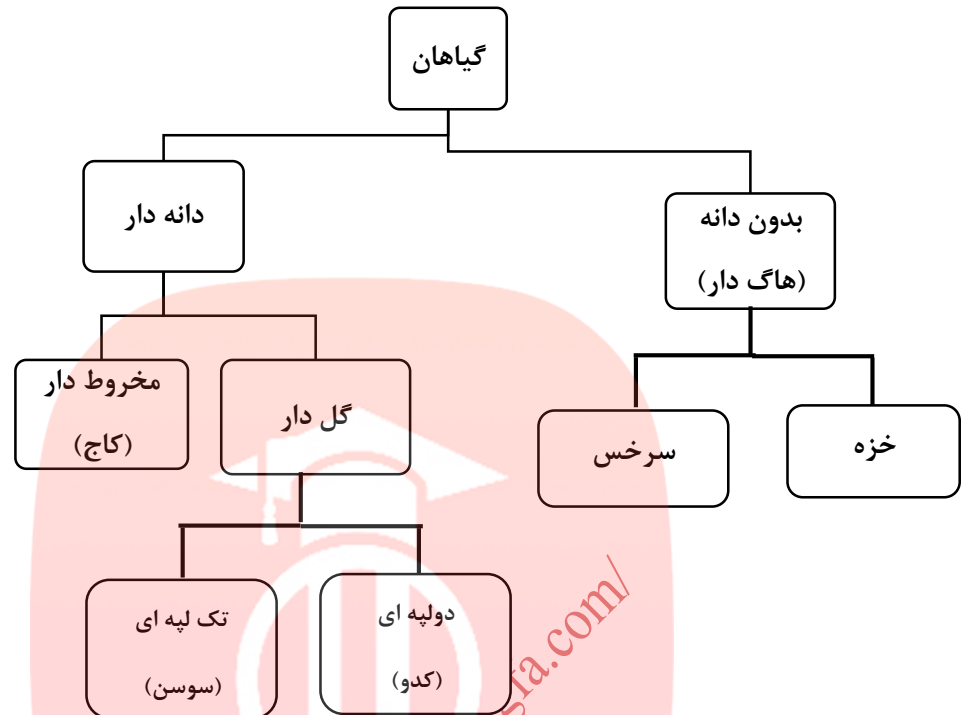 گیاهان
بدون دانه
(هاگ دار)
دانه دار
خزه
سرخس
گل دار
مخروط دار
(کاج)
دولپه ای
(کدو)
تک لپه ای
(سوسن)